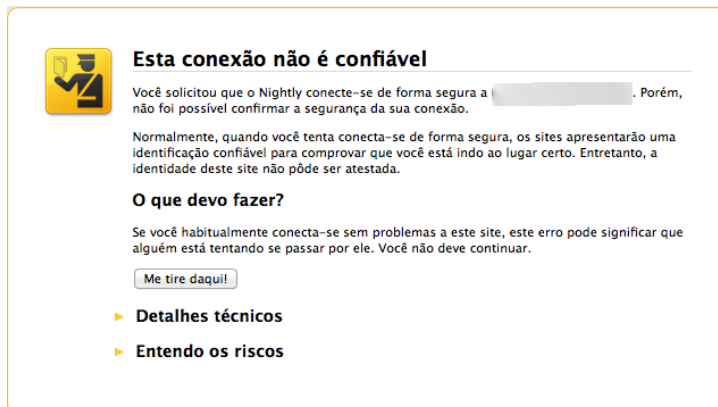 Esta conexão não é confiável
Você solicitou que o Nightly conecte-se de forma segura a . Porém,
não foi possível confirmar a segurança da sua conexão.
Normalmente, quando você tenta conecta-se de forma segura, os sites apresentarão uma
identificação confiável para comprovar que você está indo ao lugar certo. Entretanto, a
identidade deste site não pôde ser atestada.
O que devo fazer?
Se você habitualmente conecta-se sem problemas a este site, este erro pode significar que
alguém está tentando se passar por ele. Você não deve continuar.
Me tire daqui!
Detalhes técnicos
Entendo os riscos